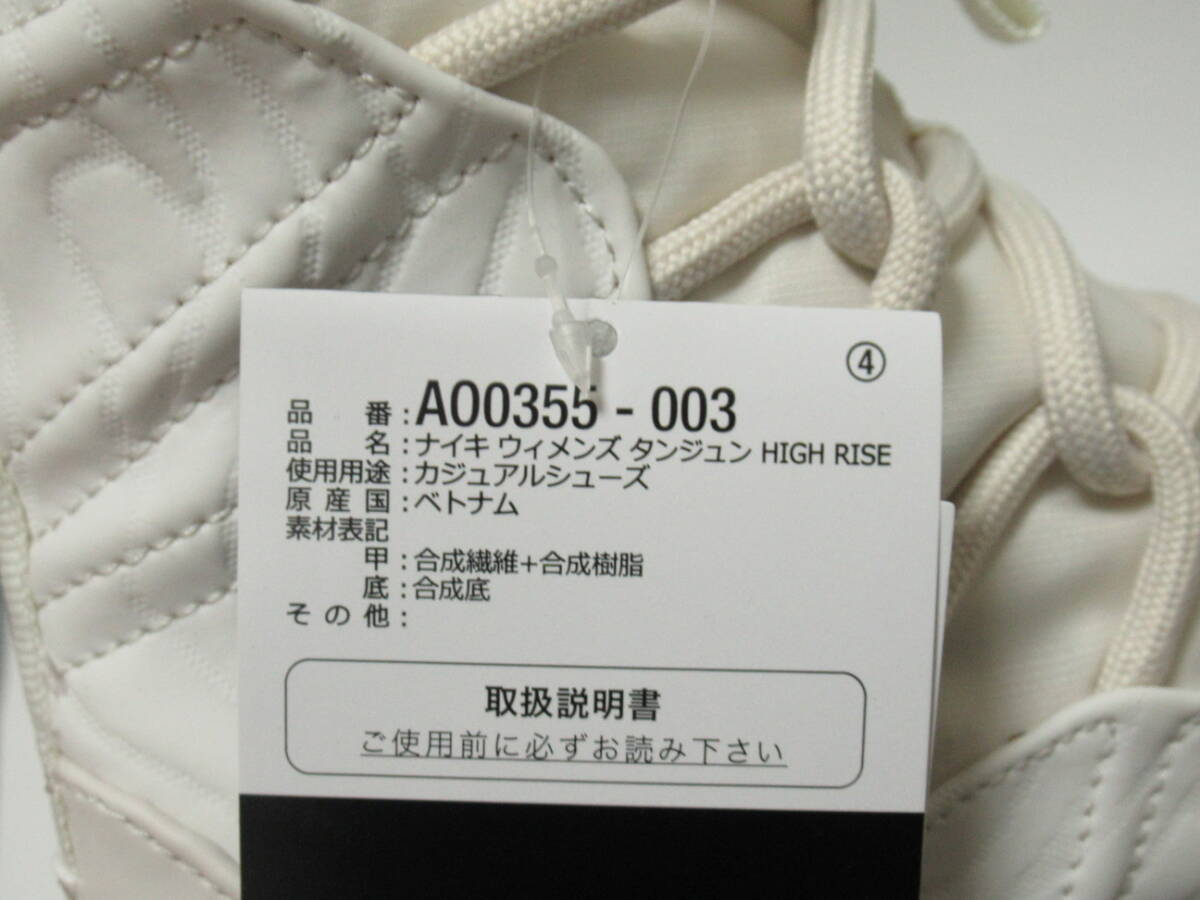 ④
品番:AO0355-003
品名:ナイキ ウィメンズ タンジュン HIGH RISE
使用用途:カジュアルシューズ
原産国:ベトナム
素材表記
甲:合成繊維+合成樹脂
底:合成底
その他:
取扱説明書
ご使用前に必ずお読み下さい